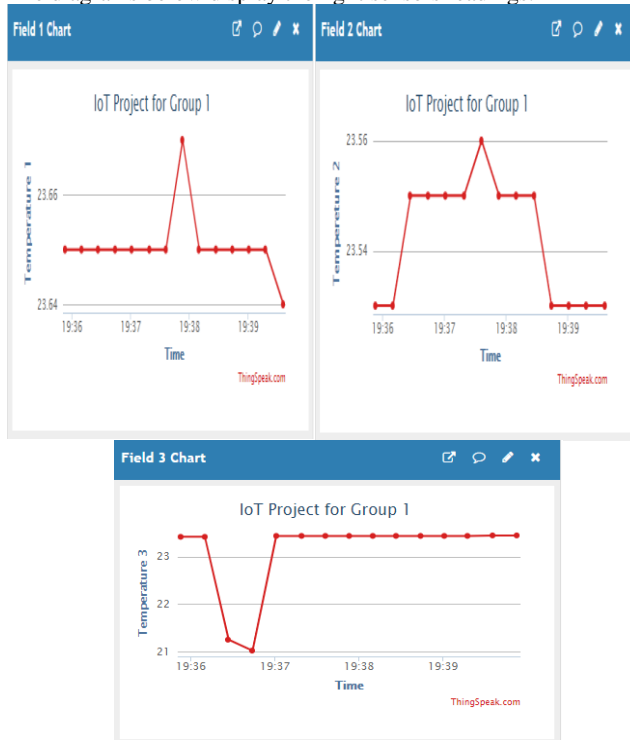 Field 1 Chart
IoT Project for Group 1
Temperature 1
23.66
23.64
19:36 19:37 19:38 19:39
Time
ThingSpeak.com
Field 2 Chart
IoT Project for Group 1
Tempereture 2
23.56
23.54
19:36 19:37 19:38 19:39
Time
ThingSpeak.com
Field 3 Chart
IoT Project for Group 1
Temperature 3
23
22
21
19:36 19:37 19:38 19:39
Time
ThingSpeak.com